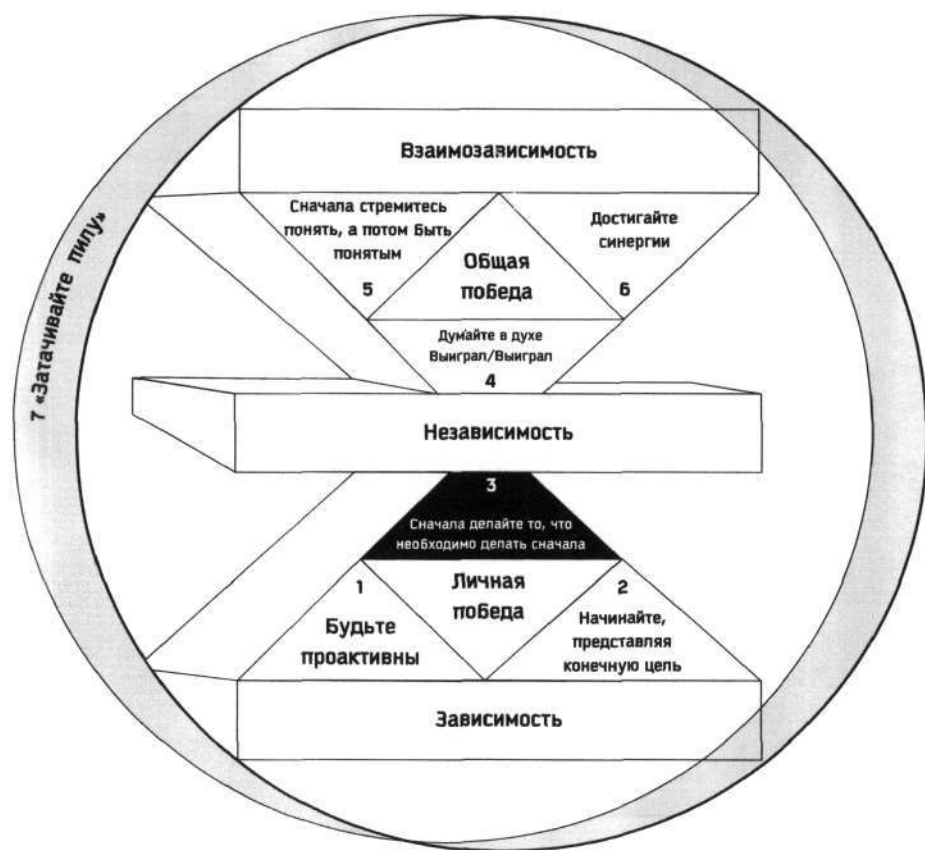 Взаимозависимость
Сначала стремитесь
понять, а потом Быть
понятым
5
Общая
победа
Достигайте
синергии
6
Думайте в духе
Выиграл/Выиграл
4
7 «Затачивайте пилу»
Независимость
3
Сначала делайте то, что
необходимо делать сначала
1
Будьте
проактивны
Личная
победа
2
Начинайте,
представляя
конечную цель
Зависимость